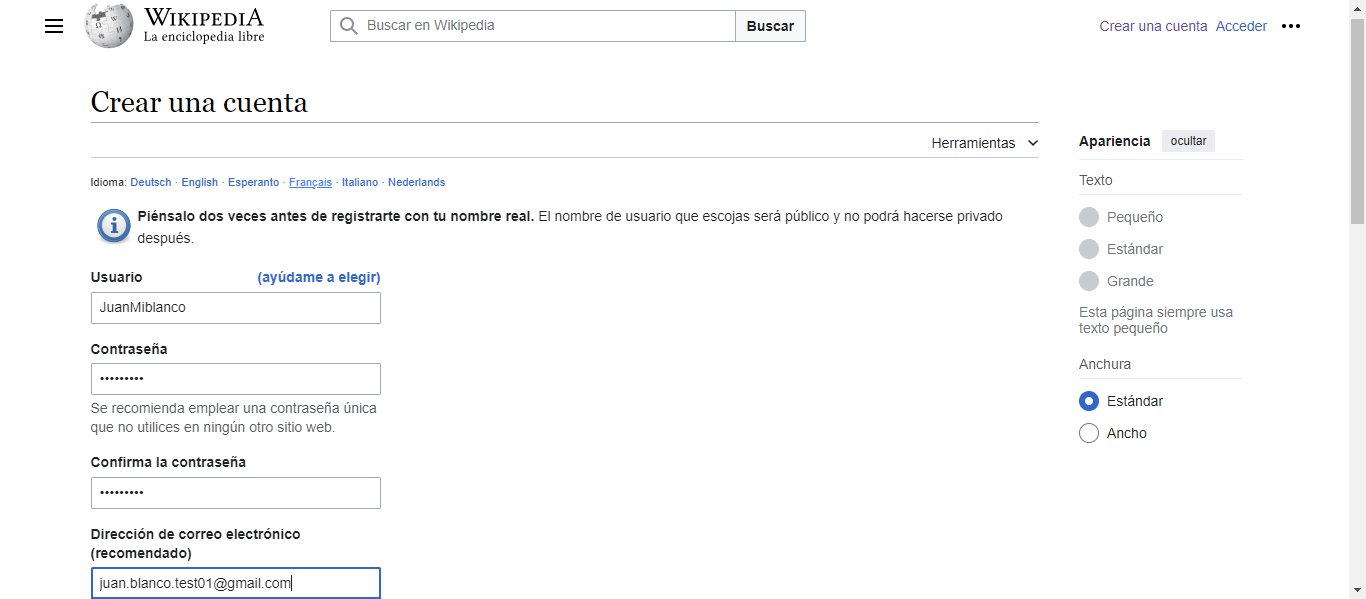 WIKIPEDIA
La enciclopedia libre
Buscar en Wikipedia
Buscar
Crear una cuenta
Acceder
Crear una cuenta
Herramientas
Idioma: Deutsch · English · Esperanto · Français · Italiano · Nederlands
Piénsalo dos veces antes de registrarte con tu nombre real. El nombre de usuario que escojas será público y no podrá hacerse privado
después.
Usuario
(ayúdame a elegir)
JuanMiblanco
Contraseña
•••••••••
Se recomienda emplear una contraseña única
que no utilices en ningún otro sitio web.
Confirma la contraseña
•••••••••
Dirección de correo electrónico
(recomendado)
juan.blanco.test01@gmail.com
Apariencia
ocultar
Texto
Pequeño
Estándar
Grande
Esta página siempre usa
texto pequeño
Anchura
Estándar
Ancho